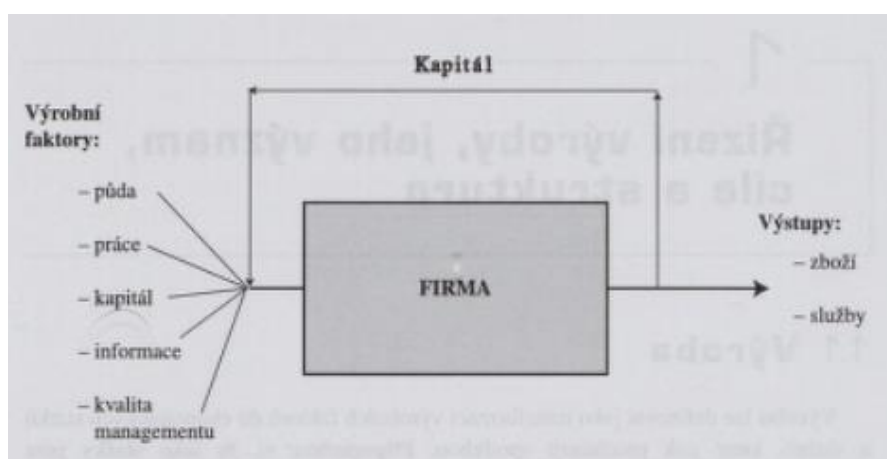 Kapitál
Výrobní
faktory:
– půda
– práce
– kapitál
– informace
– kvalita
managementu
FIRMA
Výstupy:
– zboží
– služby
1
Řízení výroby, jeho význam,
cíle a struktura
11 Výroba